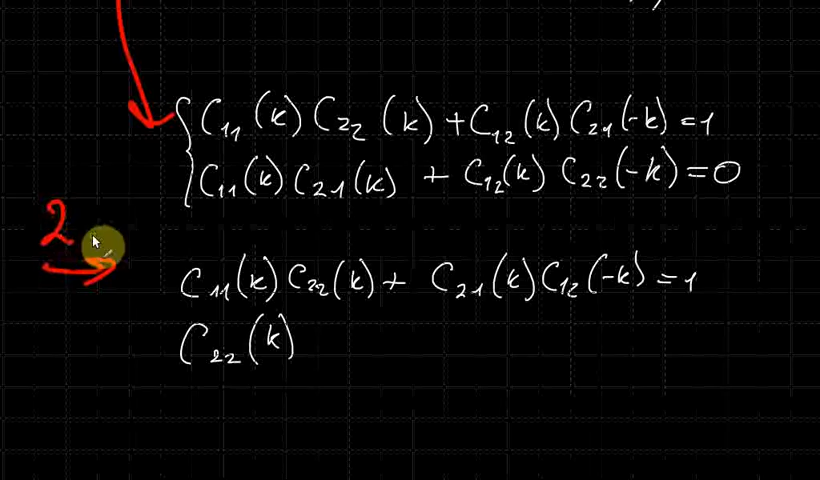 C₁₁(k) C₂₂(k) + C₁₂(k) C₂₁(-k) = 1
C₁₁(k) C₂₁(k) + C₁₂(k) C₂₂(-k) = 0
2
C₁₁(k) C₂₂(k) + C₂₁(k) C₁₂(-k) = 1
C₂₂(k)